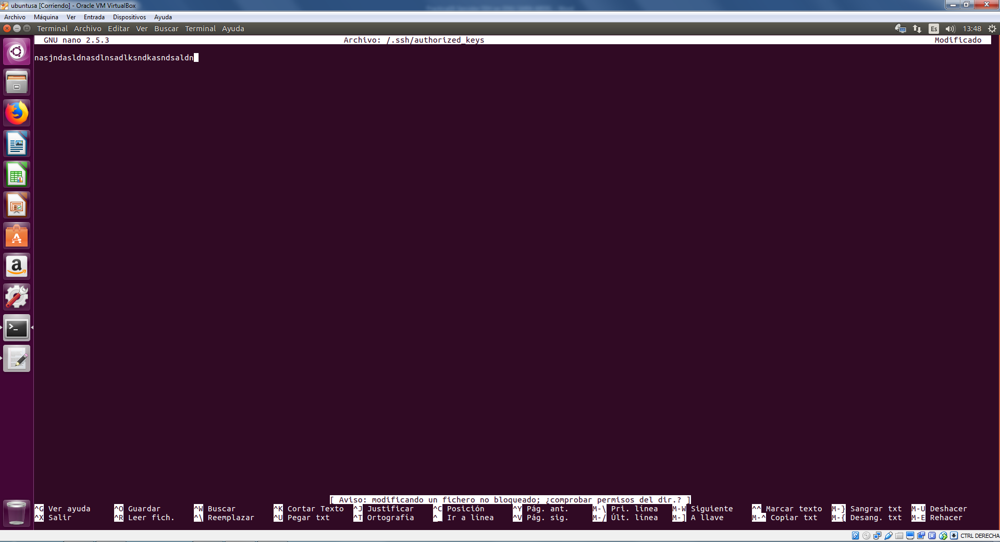 ubuntusa [Corriendo] - Oracle VM VirtualBox
Archivo Máquina Ver Entrada Dispositivos Ayuda
Terminal Archivo Editar Ver Buscar Terminal Ayuda Es 13:48
GNU nano 2.5.3 Archivo: /.ssh/authorized_keys Modificado
nasjndasldnasdlnsadlksndkasndsaldn
[ Aviso: modificando un fichero no bloqueado; ¿comprobar permisos del dir.? ]
^G Ver ayuda ^O Guardar ^W Buscar ^K Cortar Texto ^J Justificar ^C Posición ^Y Pág. ant. M-\ Pri. línea M-W Siguiente ^^ Marcar texto M-} Sangrar txt M-U Deshacer
^X Salir ^R Leer fich. ^\ Reemplazar ^U Pegar txt ^T Ortografía ^_ Ir a línea ^V Pág. sig. M-/ Últ. línea M-] A llave M-^ Copiar txt M-{ Desang. txt M-E Rehacer
CTRL DERECHA